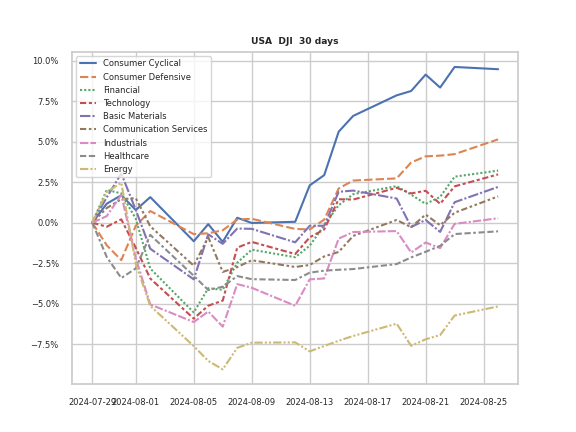 USA DJI 30 days
10.0%
7.5%
5.0%
2.5%
0.0%
−2.5%
−5.0%
−7.5%
Consumer Cyclical
Consumer Defensive
Financial
Technology
Basic Materials
Communication Services
Industrials
Healthcare
Energy
2024-07-29 2024-08-01 2024-08-05 2024-08-09 2024-08-13 2024-08-17 2024-08-21 2024-08-25